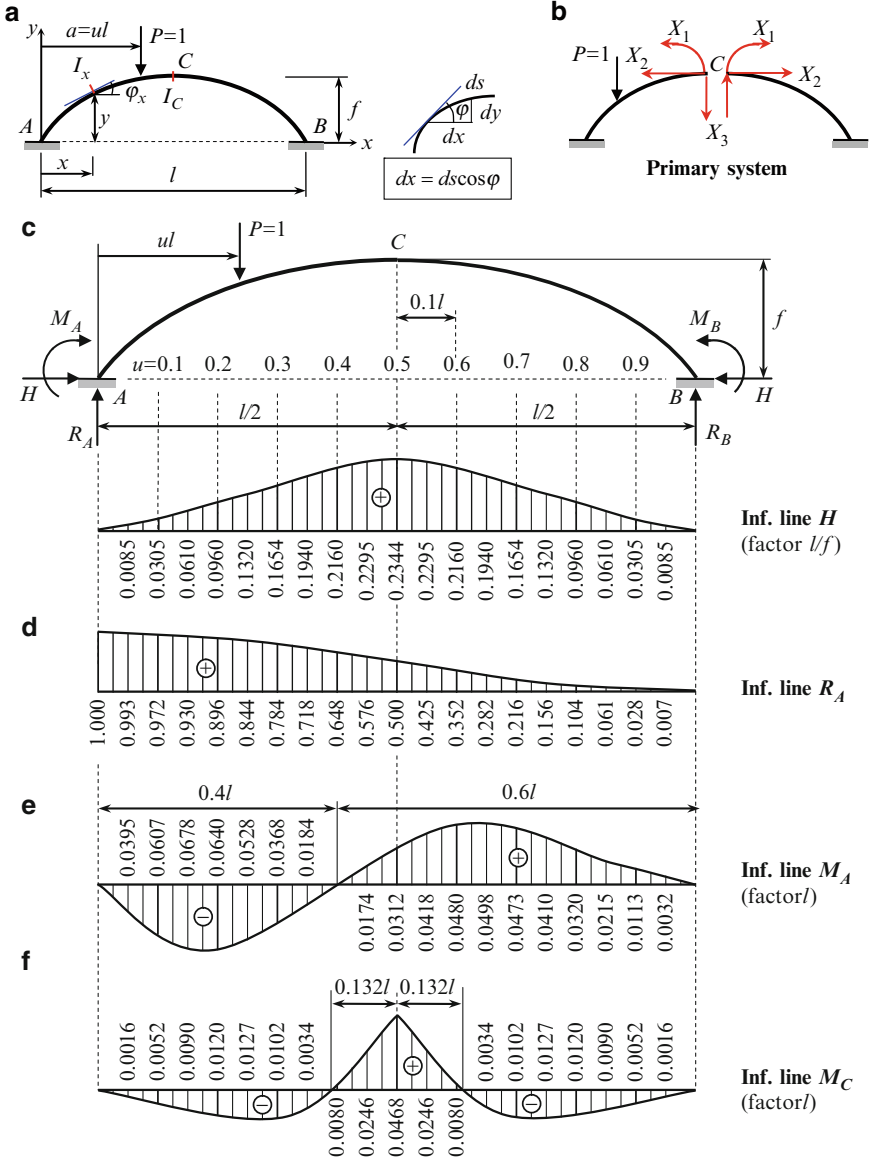 a
y
a=ul
P=1
C
I_x
φ_x
I_C
f
A
y
B
x
x
l
ds
φ
dy
dx
dx = dscosφ
b
X_1
X_1
P=1
X_2
C
X_2
X_3
Primary system
c
P=1
C
ul
0.1l
M_A
M_B
f
u=0.1 0.2 0.3 0.4 0.5 0.6 0.7 0.8 0.9
H
A
B
H
l/2
l/2
R_A
R_B
+
Inf. line H
(factor l/f)
0.0085 0.0305 0.0610 0.0960 0.1320 0.1654 0.1940 0.2160 0.2295 0.2344 0.2295 0.2160 0.1940 0.1654 0.1320 0.0960 0.0610 0.0305 0.0085
d
+
Inf. line R_A
1.000 0.993 0.972 0.930 0.896 0.844 0.784 0.718 0.648 0.576 0.500 0.425 0.352 0.282 0.216 0.156 0.104 0.061 0.028 0.007
e
0.4l
0.6l
0.0395 0.0607 0.0678 0.0640 0.0528 0.0368 0.0184
+
−
Inf. line M_A
(factorl)
0.0174 0.0312 0.0418 0.0480 0.0498 0.0473 0.0410 0.0320 0.0215 0.0113 0.0032
f
0.132l 0.132l
0.0016 0.0052 0.0090 0.0120 0.0127 0.0102 0.0034
0.0034 0.0102 0.0127 0.0120 0.0090 0.0052 0.0016
+
−
−
Inf. line M_C
(factorl)
0.0080 0.0246 0.0468 0.0246 0.0080